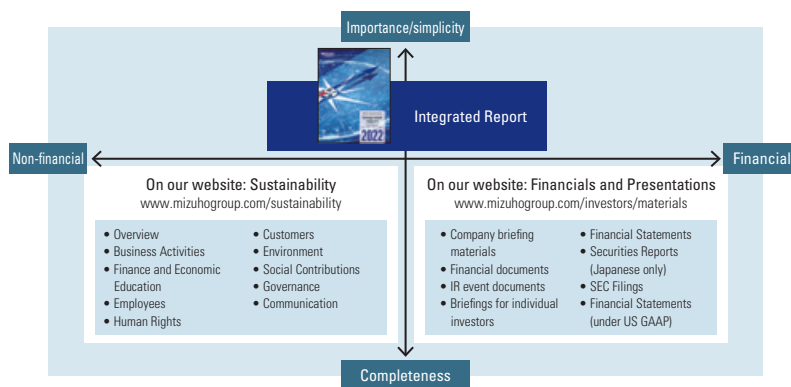 Importance/simplicity
2022
Integrated Report
Non-financial
Financial
On our website: Sustainability
www.mizuhogroup.com/sustainability
• Overview
• Business Activities
• Finance and Economic
Education
• Employees
• Human Rights
• Customers
• Environment
• Social Contributions
• Governance
• Communication
On our website: Financials and Presentations
www.mizuhogroup.com/investors/materials
• Company briefing
materials
• Financial documents
• IR event documents
• Briefings for individual
investors
• Financial Statements
• Securities Reports
(Japanese only)
• SEC Filings
• Financial Statements
(under US GAAP)
Completeness